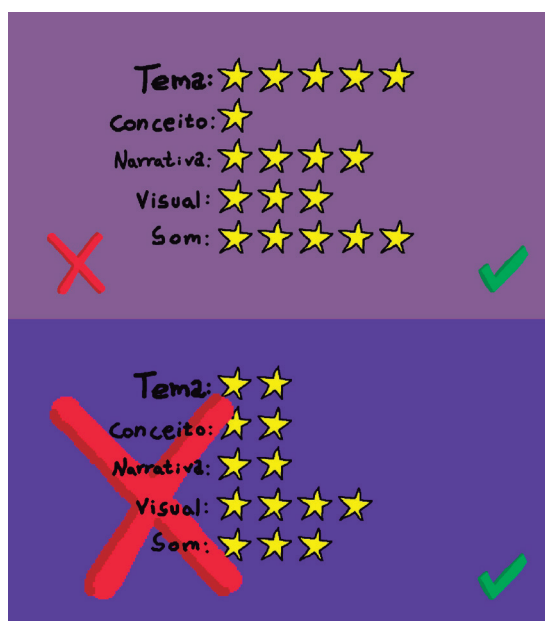 Tema:
Conceito:
Narrativa:
Visual:
Som:
Tema:
Conceito:
Narrativa:
Visual:
Som: